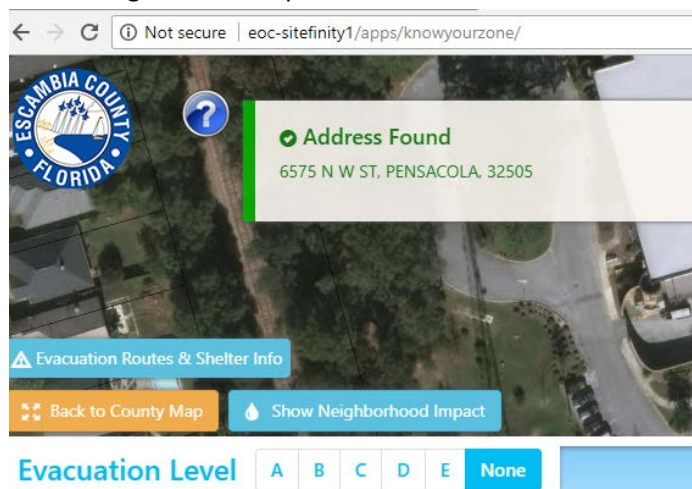 Not secure | eoc-sitefinity1/apps/knowyourzone/
ESCAMBIA COUNTY
FLORIDA
?
Address Found
6575 N W ST, PENSACOLA, 32505
Evacuation Routes & Shelter Info
Back to County Map
Show Neighborhood Impact
Evacuation Level A B C D E None